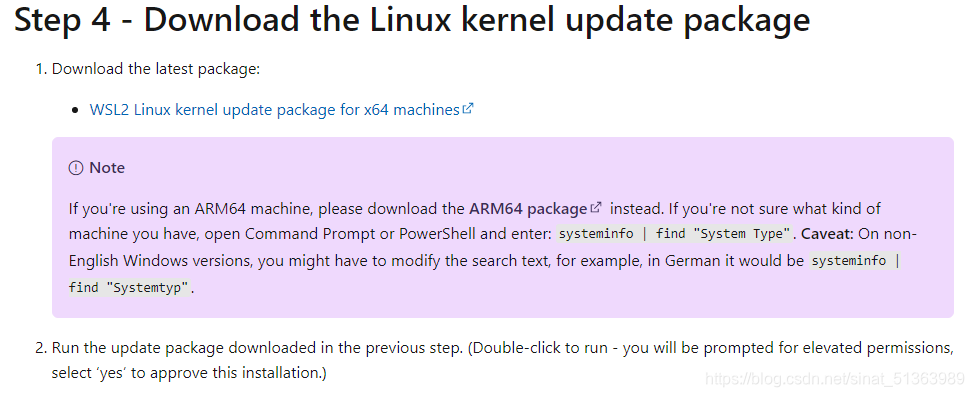 Step 4 - Download the Linux kernel update package
1. Download the latest package:
• WSL2 Linux kernel update package for x64 machines
Note
If you're using an ARM64 machine, please download the ARM64 package instead. If you're not sure what kind of
machine you have, open Command Prompt or PowerShell and enter: systeminfo | find "System Type". Caveat: On non-
English Windows versions, you might have to modify the search text, for example, in German it would be systeminfo |
find "Systemtyp".
2. Run the update package downloaded in the previous step. (Double-click to run - you will be prompted for elevated permissions,
select ‘yes’ to approve this installation.)
https://blog.csdn.net/sinat_51363989